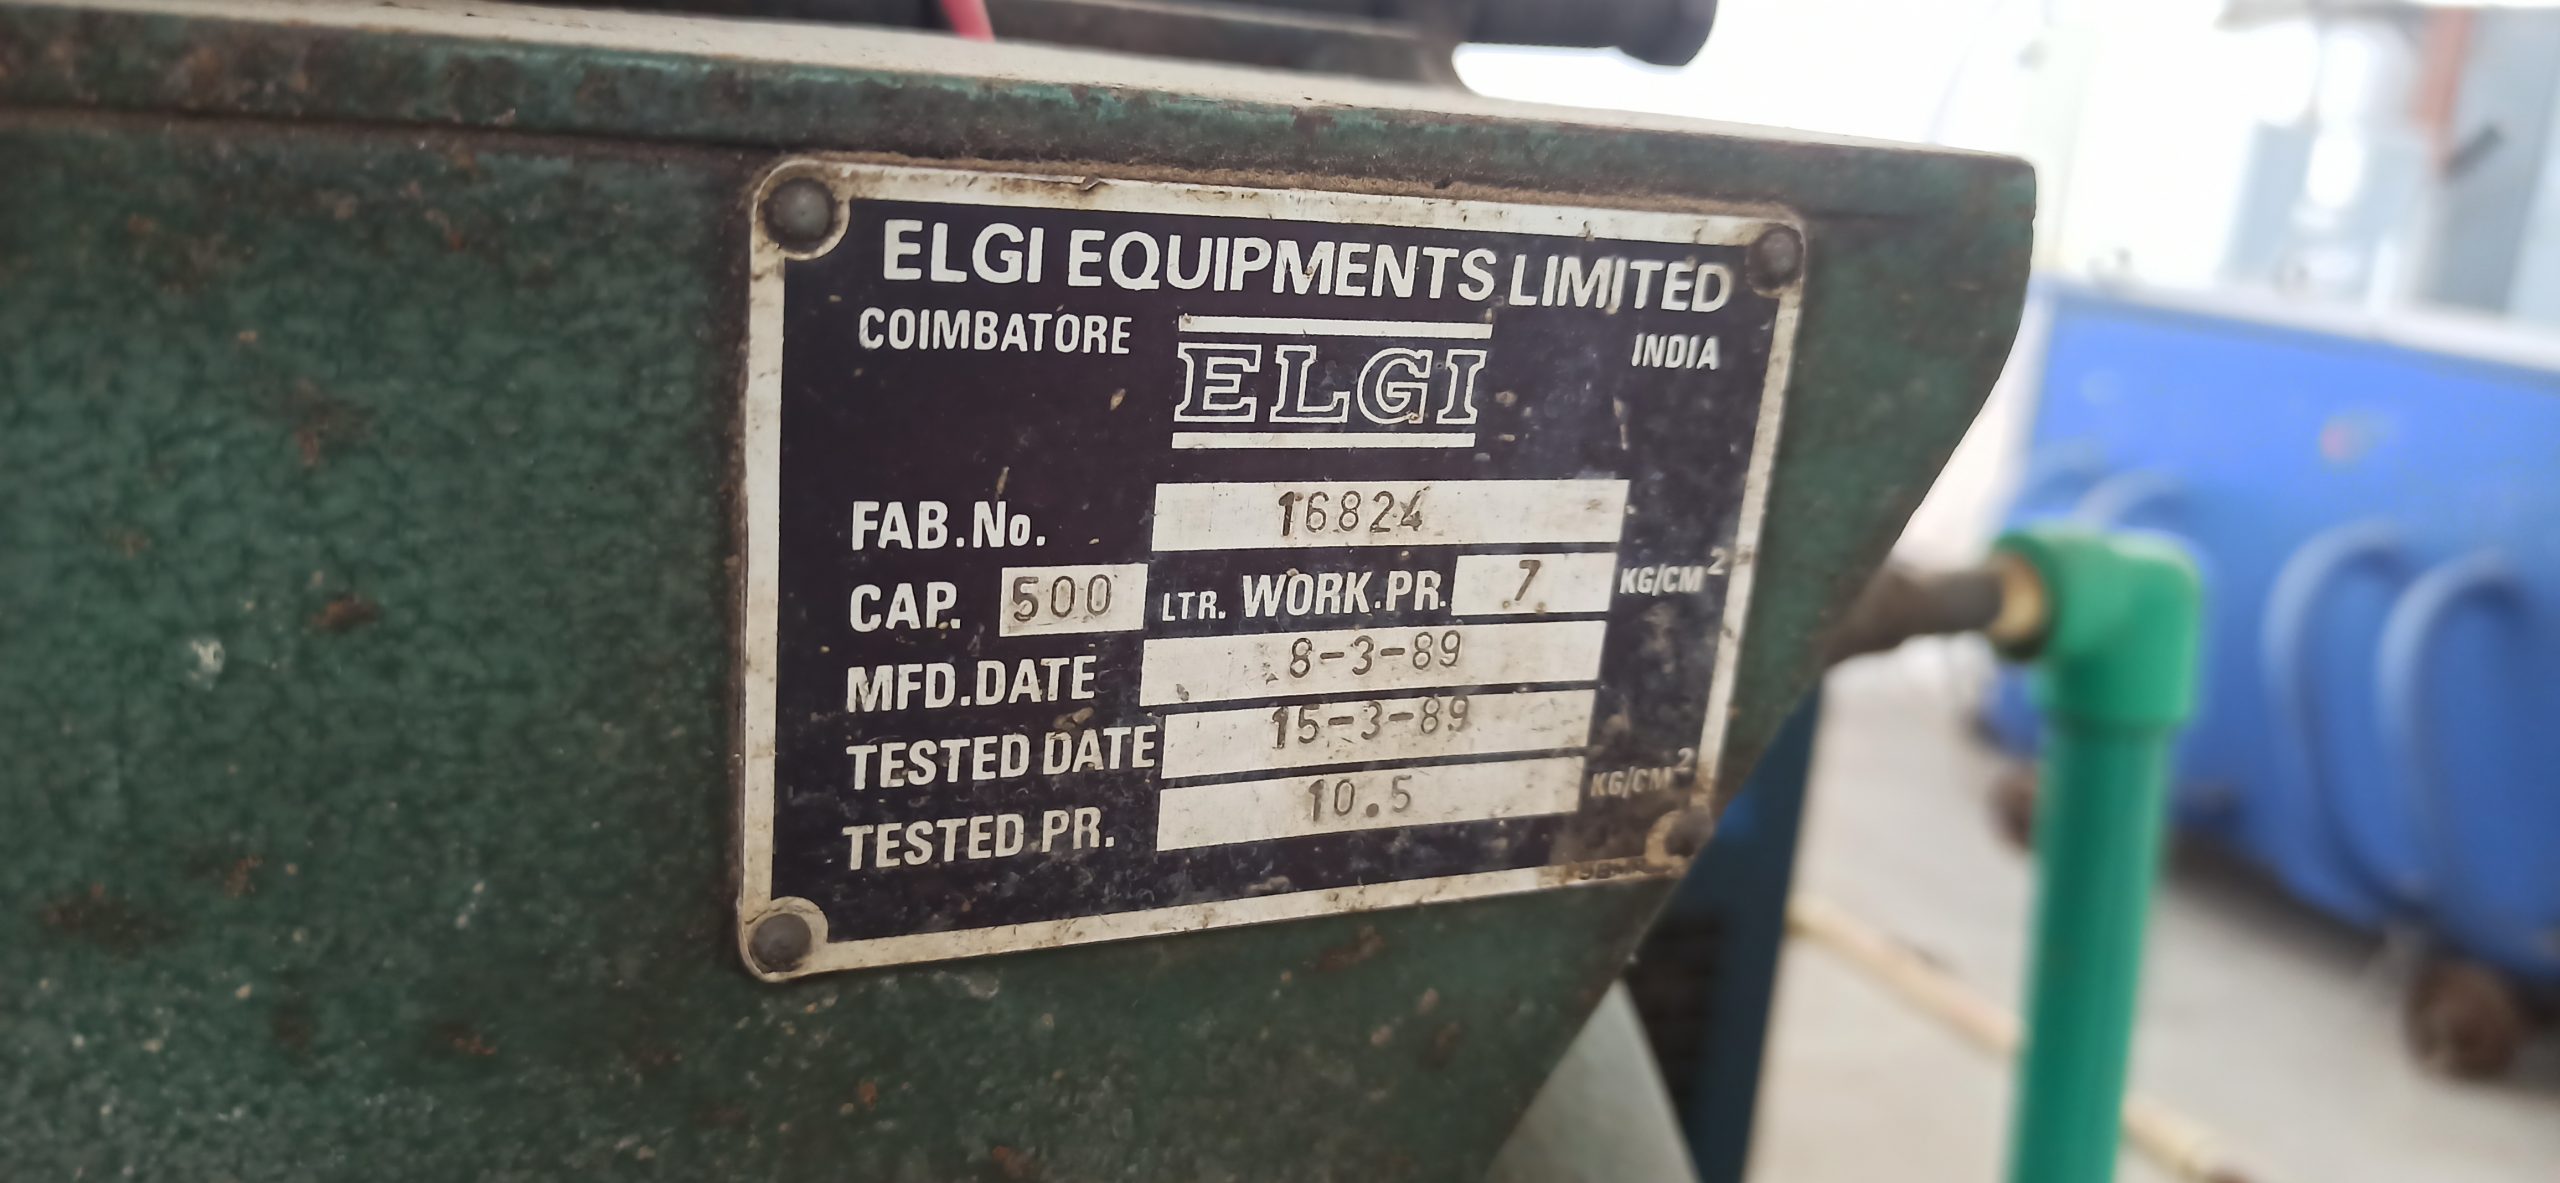 ELGI EQUIPMENTS LIMITED
COIMBATORE INDIA
ELGI
FAB.No. 16824
CAP. 500 LTR. WORK.PR. 7 KG/CM²
MFD.DATE 8-3-89
TESTED DATE 15-3-89
TESTED PR. 10.5 KG/CM²